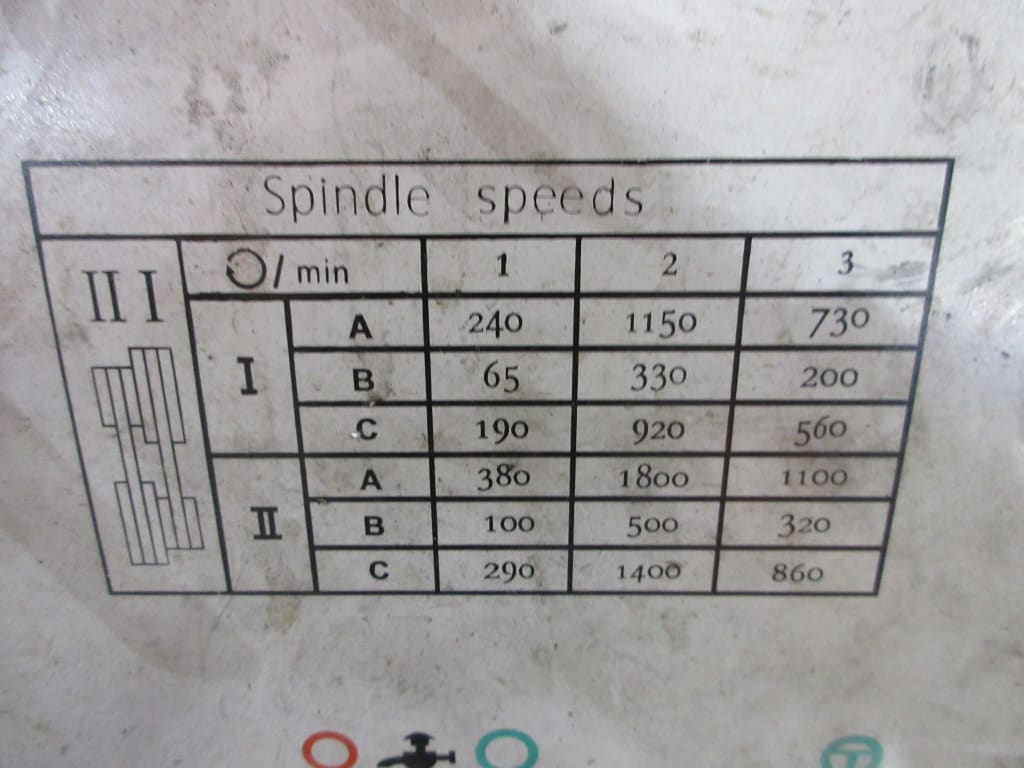 Spindle speeds
II I
/ min 1 2 3
I A 240 1150 730
B 65 330 200
C 190 920 560
II A 380 1800 1100
B 100 500 320
C 290 1400 860